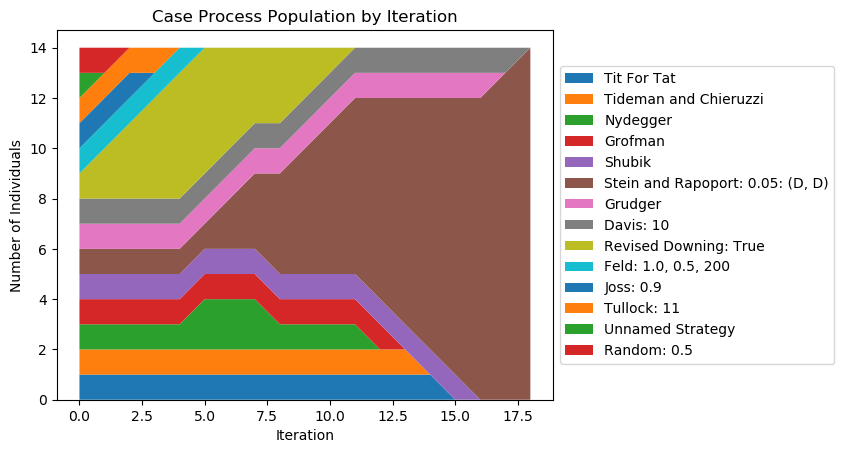 Case Process Population by Iteration
Number of Individuals
14
12
10
8
6
4
2
0
0.0 2.5 5.0 7.5 10.0 12.5 15.0 17.5
Iteration
Tit For Tat
Tideman and Chieruzzi
Nydegger
Grofman
Shubik
Stein and Rapoport: 0.05: (D, D)
Grudger
Davis: 10
Revised Downing: True
Feld: 1.0, 0.5, 200
Joss: 0.9
Tullock: 11
Unnamed Strategy
Random: 0.5